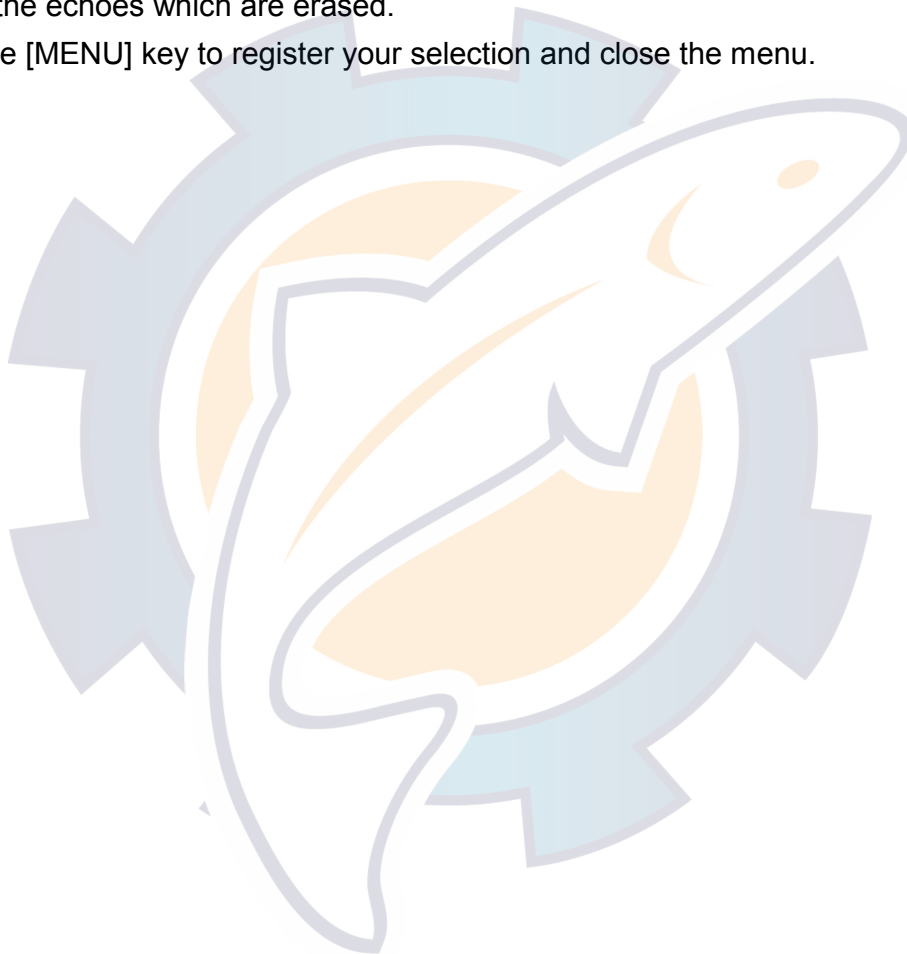 the echoes which are erased.
e [MENU] key to register your selection and close the menu.